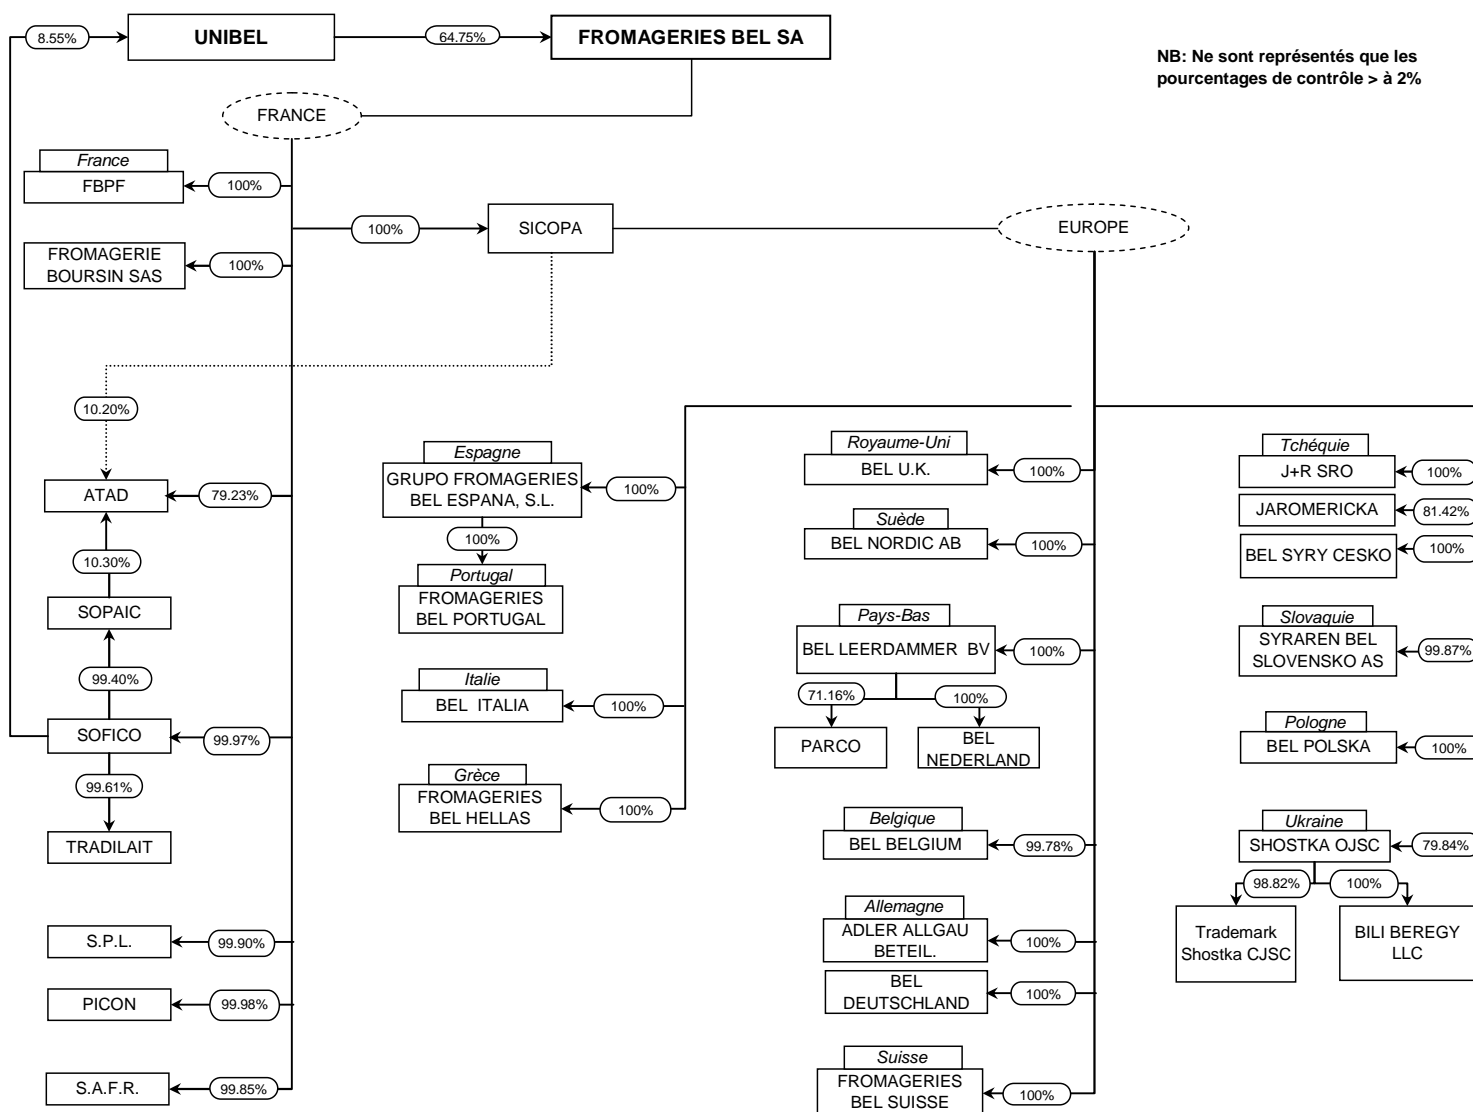 8.55%
UNIBEL
64.75%
FROMAGERIES BEL SA
NB: Ne sont représentés que les
pourcentages de contrôle > à 2%
FRANCE
France
FBPF
100%
100%
SICOPA
EUROPE
FROMAGERIE
BOURSIN SAS
100%
10.20%
ATAD
79.23%
10.30%
SOPAIC
99.40%
SOFICO
99.97%
99.61%
TRADILAIT
S.P.L.
99.90%
PICON
99.98%
S.A.F.R.
99.85%
Espagne
GRUPO FROMAGERIES
BEL ESPANA, S.L.
100%
100%
Portugal
FROMAGERIES
BEL PORTUGAL
Italie
BEL ITALIA
100%
Grèce
FROMAGERIES
BEL HELLAS
100%
Royaume-Uni
BEL U.K.
100%
Suède
BEL NORDIC AB
100%
Pays-Bas
BEL LEERDAMMER BV
100%
71.16%
100%
PARCO
BEL
NEDERLAND
Belgique
BEL BELGIUM
99.78%
Allemagne
ADLER ALLGAU
BETEIL.
100%
BEL
DEUTSCHLAND
100%
Suisse
FROMAGERIES
BEL SUISSE
100%
Tchéquie
J+R SRO
100%
JAROMERICKA
81.42%
BEL SYRY CESKO
100%
Slovaquie
SYRAREN BEL
SLOVENSKO AS
99.87%
Pologne
BEL POLSKA
100%
Ukraine
SHOSTKA OJSC
79.84%
98.82%
100%
Trademark
Shostka CJSC
BILI BEREGY
LLC